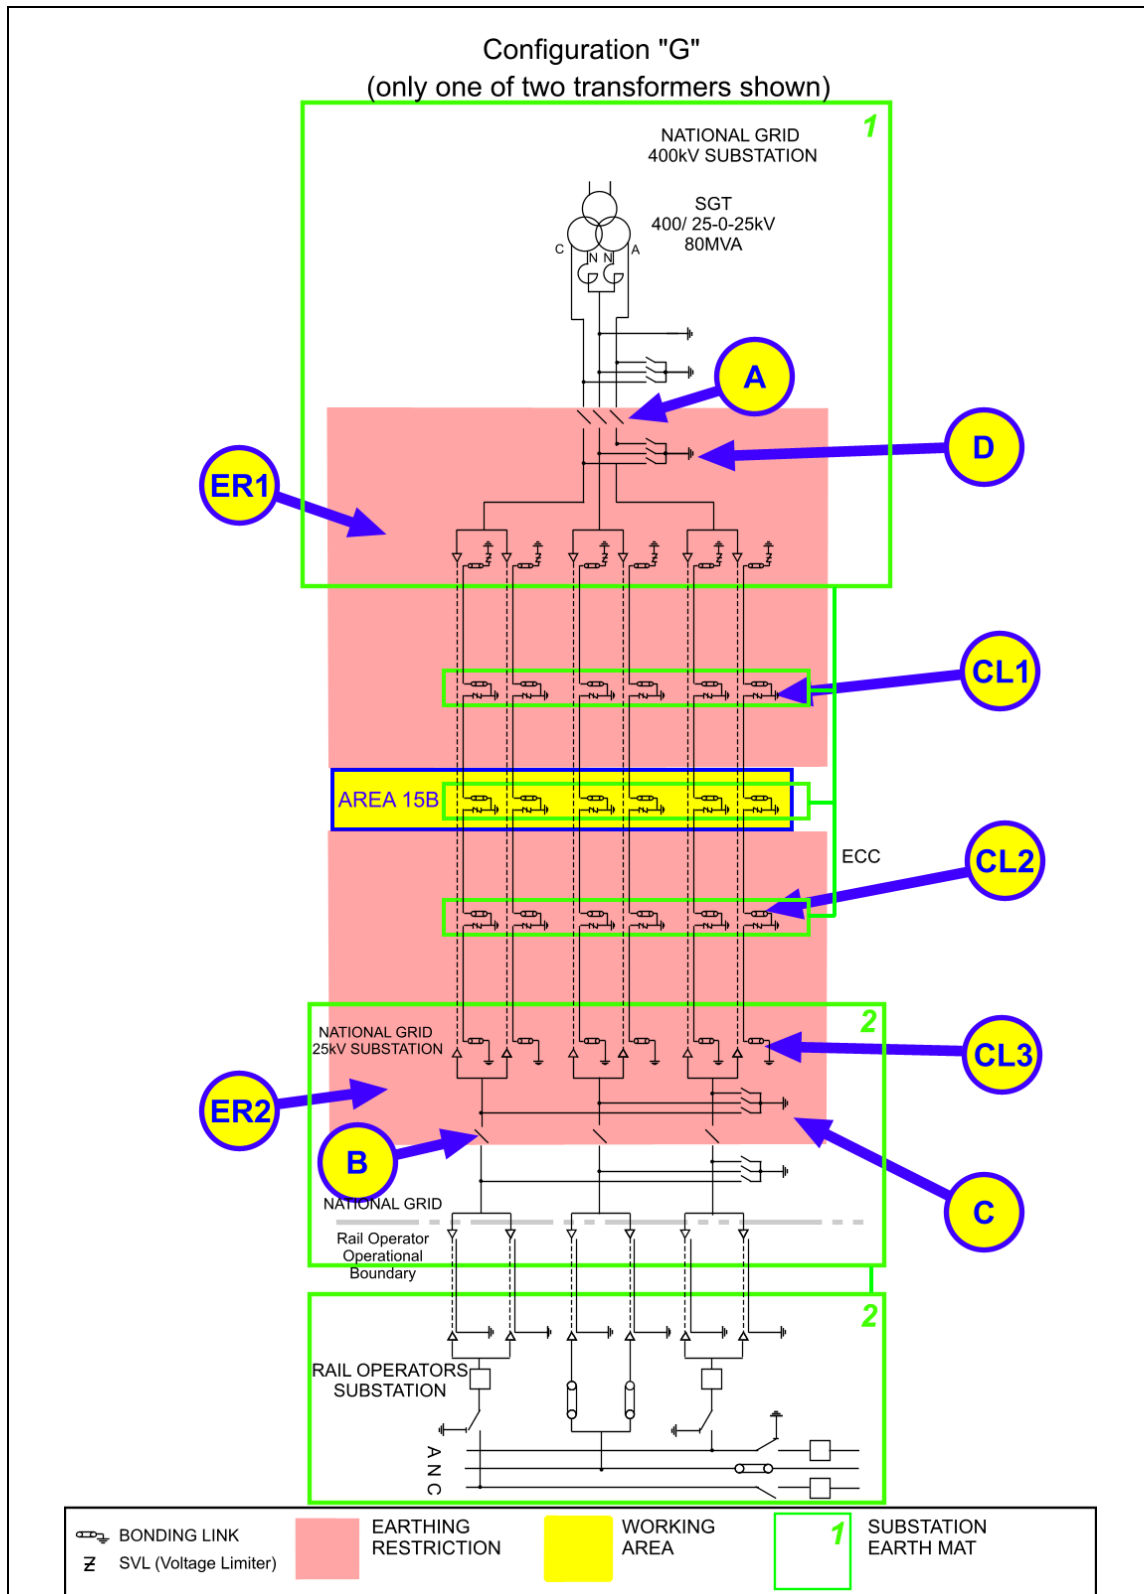 Configuration "G"
(only one of two transformers shown)
1
NATIONAL GRID
400kV SUBSTATION
SGT
400/ 25-0-25kV
80MVA
C
N N
A
A
D
ER1
CL1
AREA 15B
ECC
CL2
2
NATIONAL GRID
25kV SUBSTATION
CL3
ER2
B
C
NATIONAL GRID
Rail Operator
Operational
Boundary
2
RAIL OPERATORS
SUBSTATION
A
N
C
BONDING LINK
SVL (Voltage Limiter)
EARTHING
RESTRICTION
WORKING
AREA
1
SUBSTATION
EARTH MAT